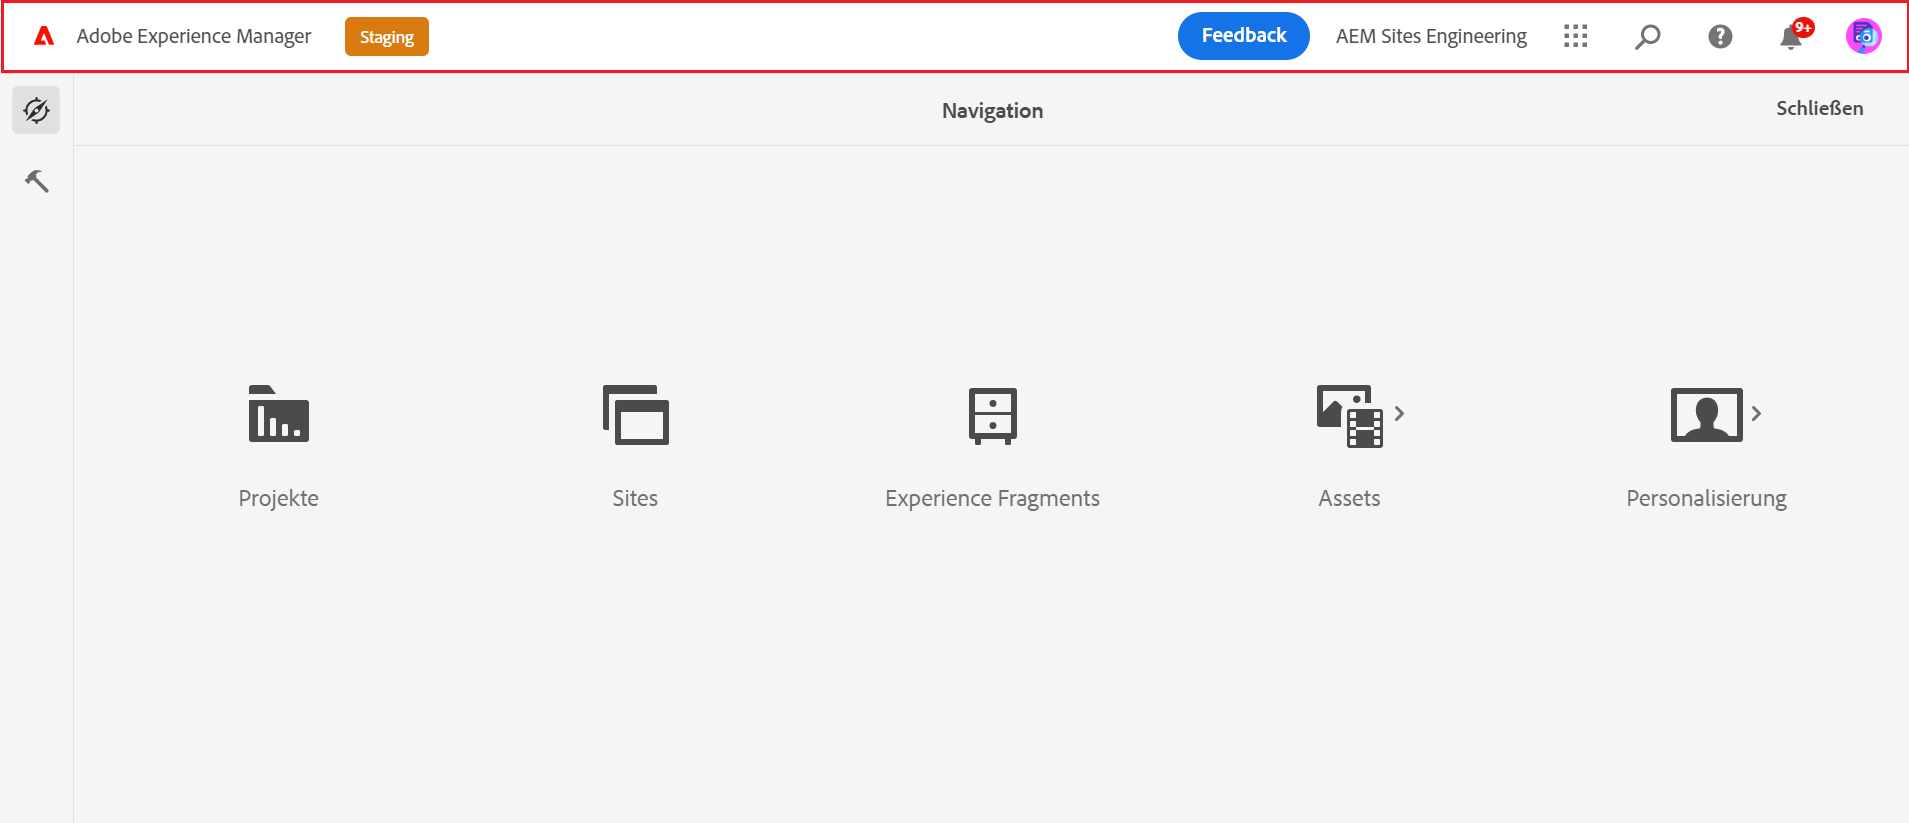 Adobe Experience Manager
Staging
Feedback
AEM Sites Engineering
9+
Navigation
Schließen
Projekte
Sites
Experience Fragments
Assets
Personalisierung